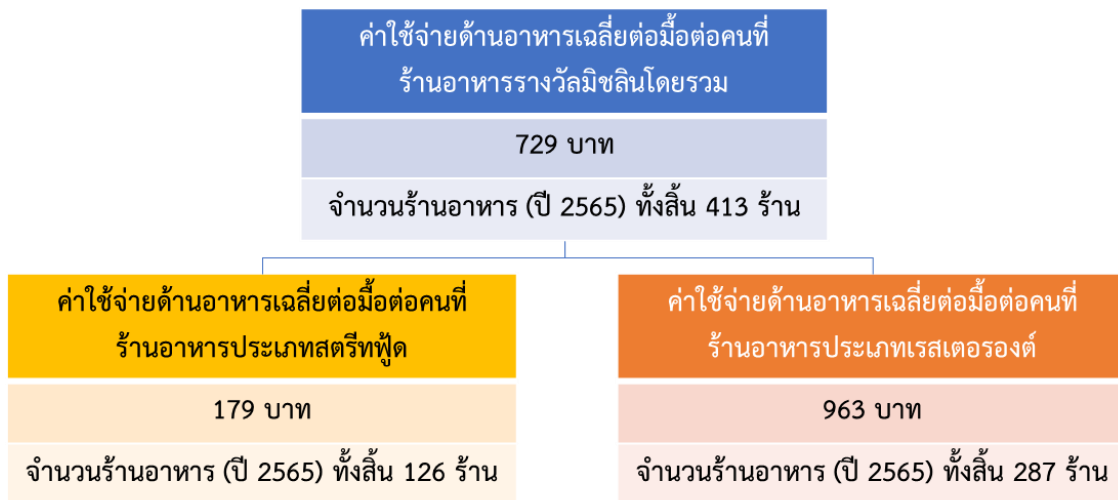 ค่าใช้จ่ายด้านอาหารเฉลี่ยต่อมื้อต่อคนที่
ร้านอาหารรางวัลมิชลินโดยรวม
729 บาท
จำนวนร้านอาหาร (ปี 2565) ทั้งสิ้น 413 ร้าน
ค่าใช้จ่ายด้านอาหารเฉลี่ยต่อมื้อต่อคนที่
ร้านอาหารประเภทสตรีทฟู้ด
179 บาท
จำนวนร้านอาหาร (ปี 2565) ทั้งสิ้น 126 ร้าน
ค่าใช้จ่ายด้านอาหารเฉลี่ยต่อมื้อต่อคนที่
ร้านอาหารประเภทเรสเตอรองต์
963 บาท
จำนวนร้านอาหาร (ปี 2565) ทั้งสิ้น 287 ร้าน